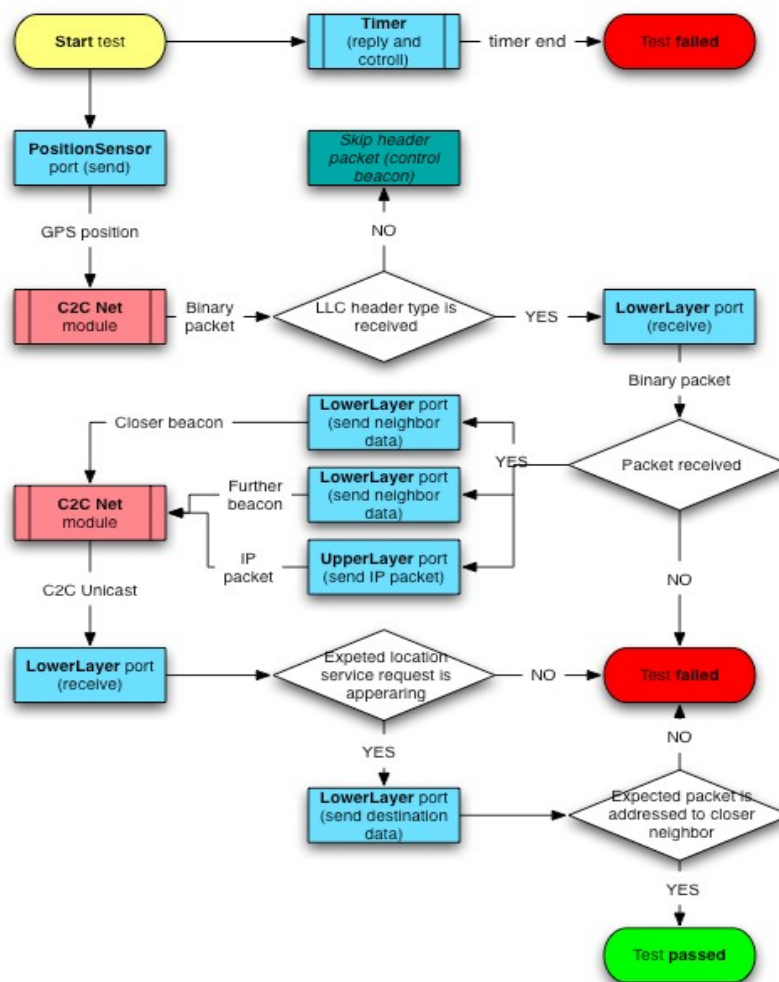 Start test
Timer
(reply and
cotroll)
timer end
Test failed
PositionSensor
port (send)
Skip header
packet (control
beacon)
GPS position
NO
C2C Net
module
Binary
packet
LLC header type is
received
YES
LowerLayer port
(receive)
Binary packet
LowerLayer port
(send neighbor
data)
Closer beacon
YES
Packet received
C2C Net
module
Further
beacon
LowerLayer port
(send neighbor
data)
IP
packet
UpperLayer port
(send IP packet)
C2C Unicast
NO
LowerLayer port
(receive)
Expeted location
service request is
apperaring
NO
Test failed
YES
NO
LowerLayer port
(send destination
data)
Expected packet is
addressed to closer
neighbor
YES
Test passed